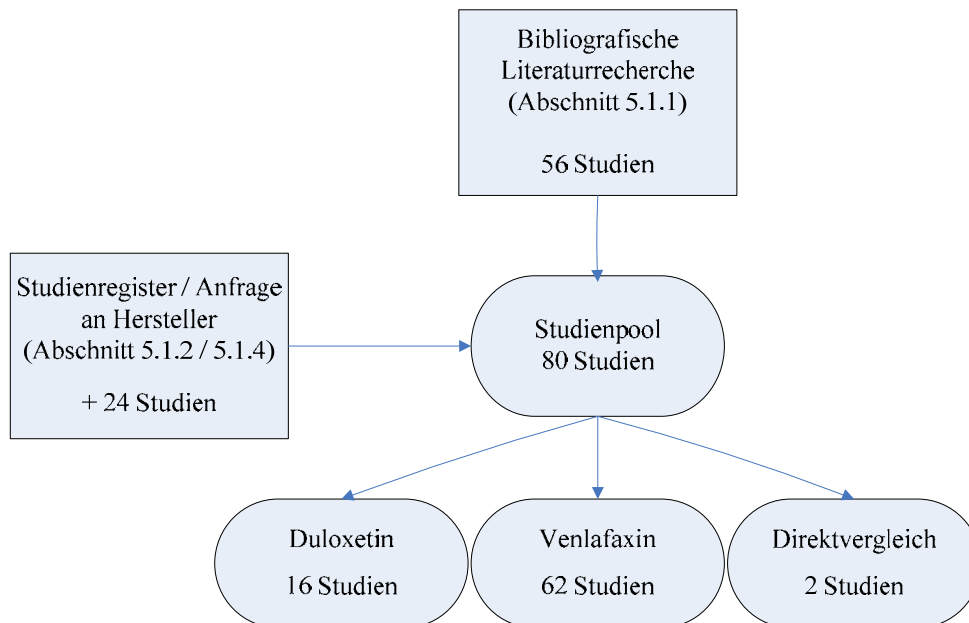 Bibliografische
Literaturrecherche
(Abschnitt 5.1.1)
56 Studien
Studienregister / Anfrage
an Hersteller
(Abschnitt 5.1.2 / 5.1.4)
+ 24 Studien
Studienpool
80 Studien
Duloxetin
16 Studien
Venlafaxin
62 Studien
Direktvergleich
2 Studien